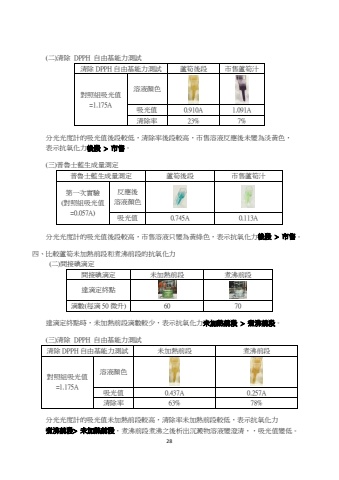 (二)清除 DPPH 自由基能力測試
清除 DPPH 自由基能力測試 蘆筍後段 市售蘆筍汁
對照組吸光值
=1.175A
溶液顏色
吸光值 0.910A 1.091A
清除率 23% 7%
分光光度計的吸光值後段較低，清除率後段較高，市售溶液反應後未變為淡黃色，
表示抗氧化力後段 > 市售。
(三)普魯士藍生成量測定
普魯士藍生成量測定 蘆筍後段 市售蘆筍汁
第一次實驗
(對照組吸光值
=0.057A)
反應後
溶液顏色
吸光值 0.745A 0.113A
分光光度計的吸光值後段較高，市售溶液只變為黃綠色，表示抗氧化力後段 > 市售。
四、比較蘆筍未加熱前段和煮沸前段的抗氧化力
(二)間接碘滴定
間接碘滴定 未加熱前段 煮沸前段
達滴定終點
滴數(每滴 50 微升) 60 70
達滴定終點時，未加熱前段滴數較少，表示抗氧化力未加熱前段 > 煮沸前段。
(三)清除 DPPH 自由基能力測試
清除 DPPH 自由基能力測試 未加熱前段 煮沸前段
對照組吸光值
=1.175A
溶液顏色
吸光值 0.437A 0.257A
清除率 63% 78%
分光光度計的吸光值未加熱前段較高，清除率未加熱前段較低，表示抗氧化力
煮沸前段> 未加熱前段。煮沸前段煮沸之後析出沉澱物溶液變澄清，，吸光值變低。
28